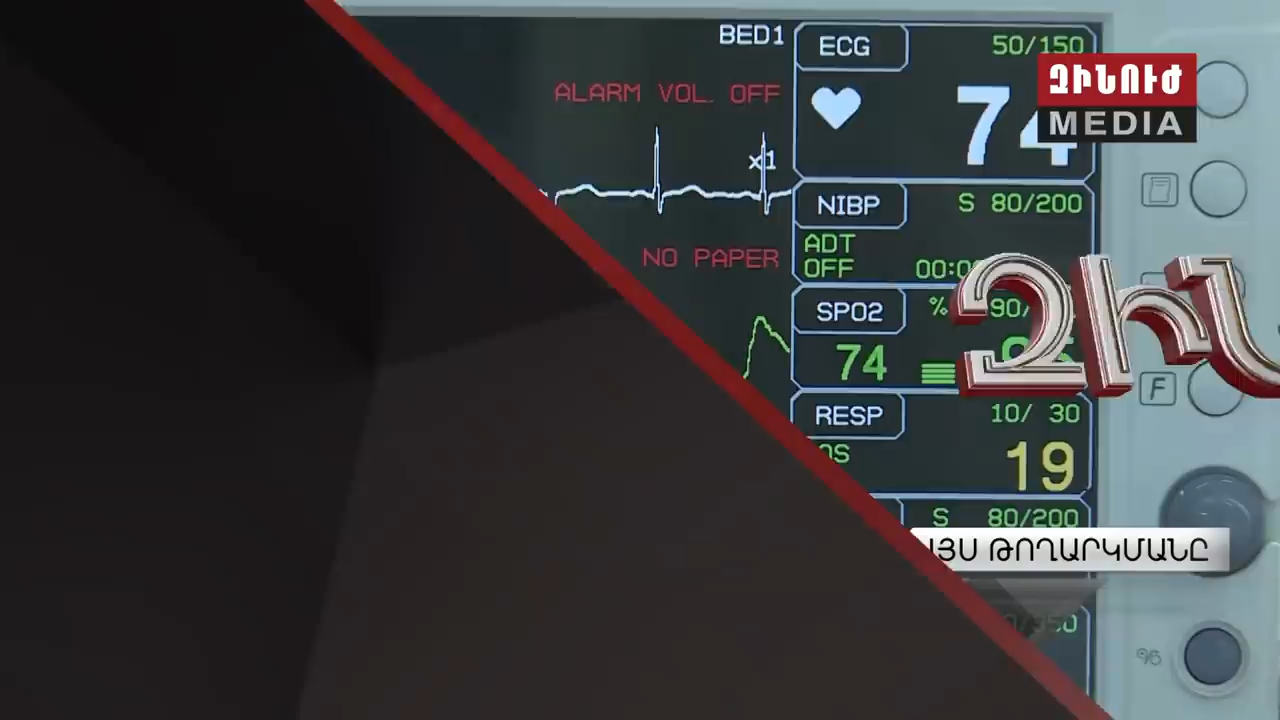 BED1
ECG
50/150
ALARM VOL. OFF
74
x1
ԶԻՆՈՒԺ
MEDIA
NIBP
S 80/200
ADT
OFF
NO PAPER
SPO2
%
74
RESP
10/ 30
19
S 80/200
ԹՈՂԱՐԿՄԱՆԸ
F